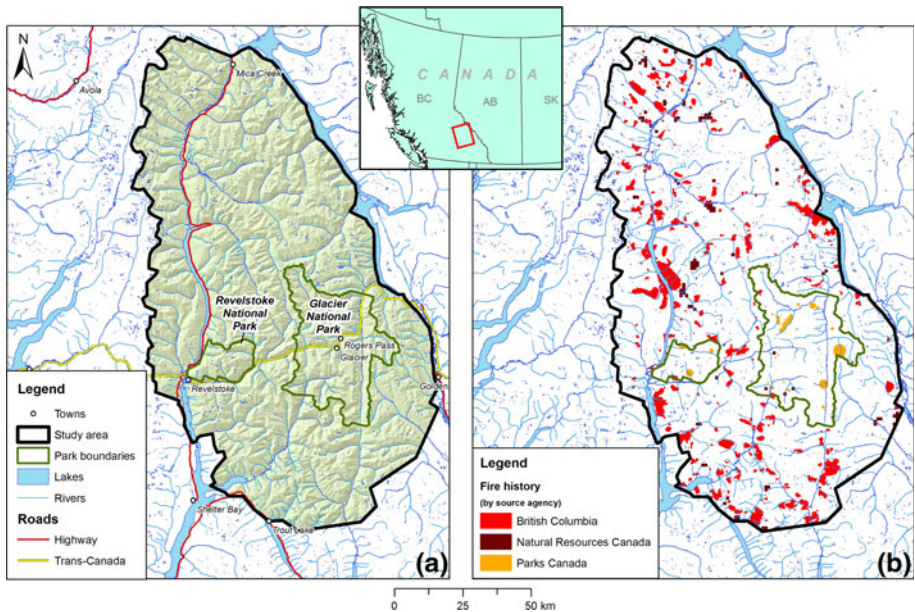 N
Avola
Mica Creek
Revelstoke
National
Park
Glacier
National
Park
Rogers Pass
Glacier
Revelstoke
Golden
Shelter Bay
Trout Lake
(a)
Legend
Towns
Study area
Park boundaries
Lakes
Rivers
Roads
Highway
Trans-Canada
CANADA
BC
AB
SK
Legend
Fire history
(by source agency)
British Columbia
Natural Resources Canada
Parks Canada
(b)
0 25 50 km